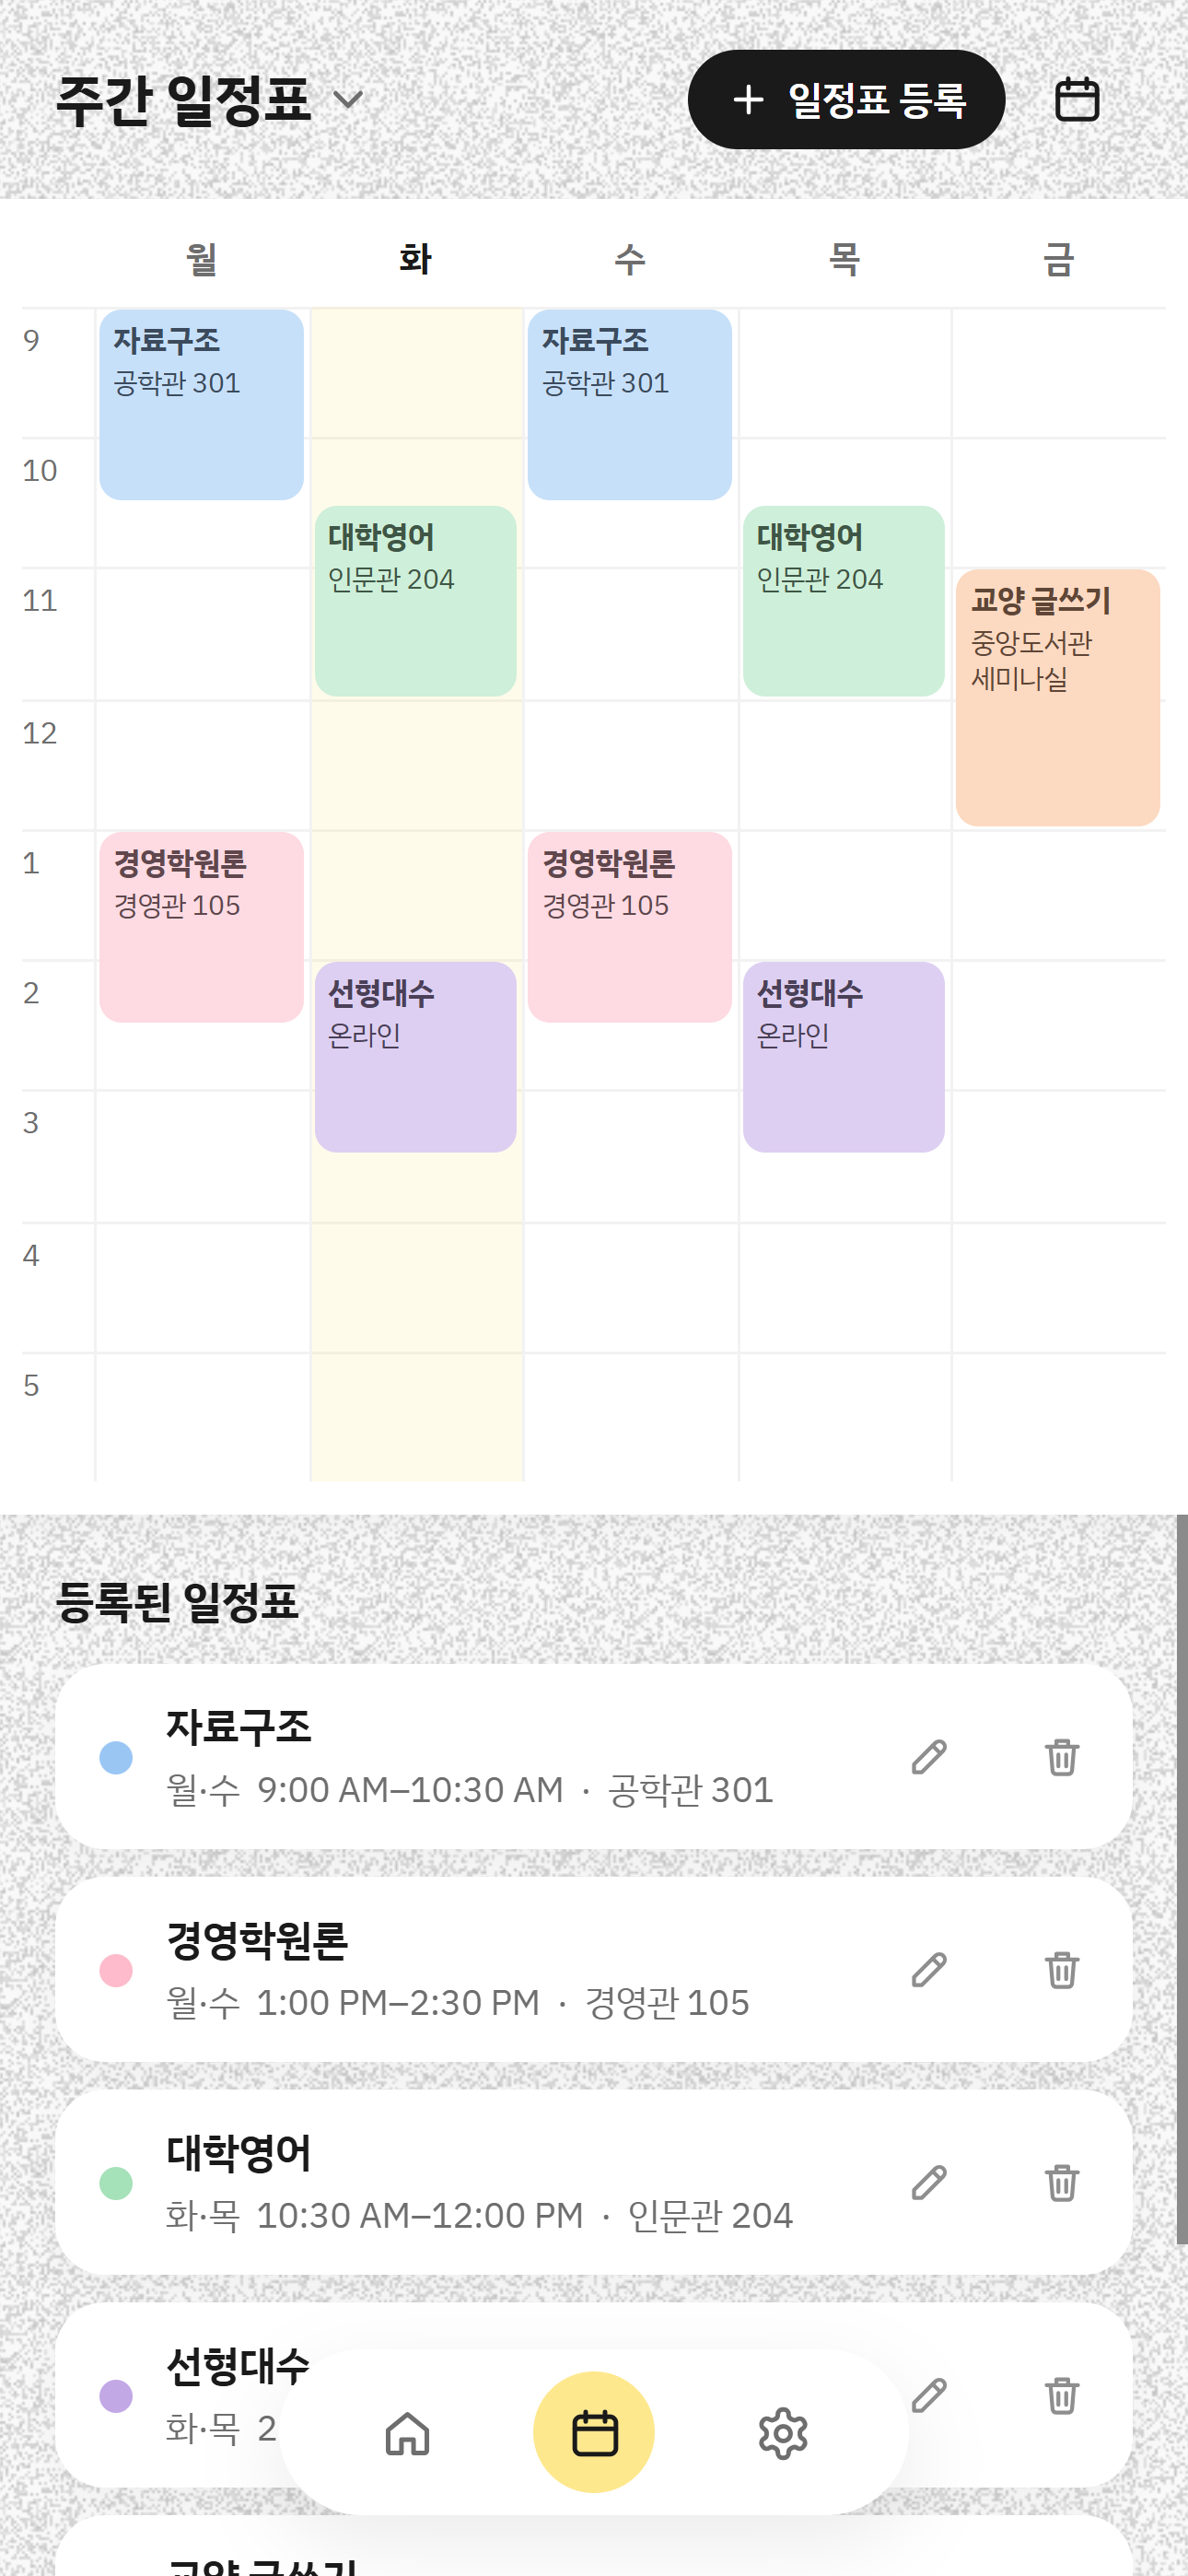 주간 일정표
일정표 등록
월 화 수 목 금
9
자료구조
공학관 301
자료구조
공학관 301
10
대학영어
인문관 204
대학영어
인문관 204
11
교양 글쓰기
중앙도서관
세미나실
12
1
경영학원론
경영관 105
경영학원론
경영관 105
2
선형대수
온라인
선형대수
온라인
3
4
5
등록된 일정표
자료구조
월·수 9:00 AM–10:30 AM · 공학관 301
경영학원론
월·수 1:00 PM–2:30 PM · 경영관 105
대학영어
화·목 10:30 AM–12:00 PM · 인문관 204
선형대수
화·목 2
교양 글쓰기